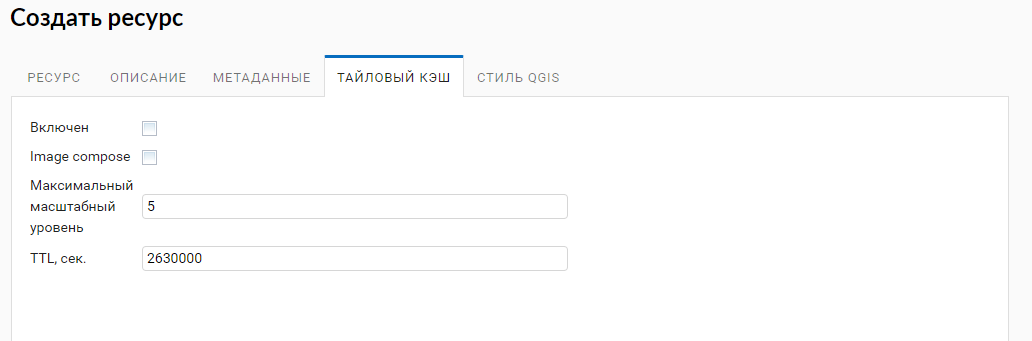 Создать ресурс
РЕСУРС ОПИСАНИЕ МЕТАДАННЫЕ ТАЙЛОВЫЙ КЭШ СТИЛЬ QGIS
Включен
Image compose
Максимальный
масштабный 5
уровень
TTL, сек. 2630000